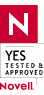 N
YES
TESTED &
APPROVED
Novell.